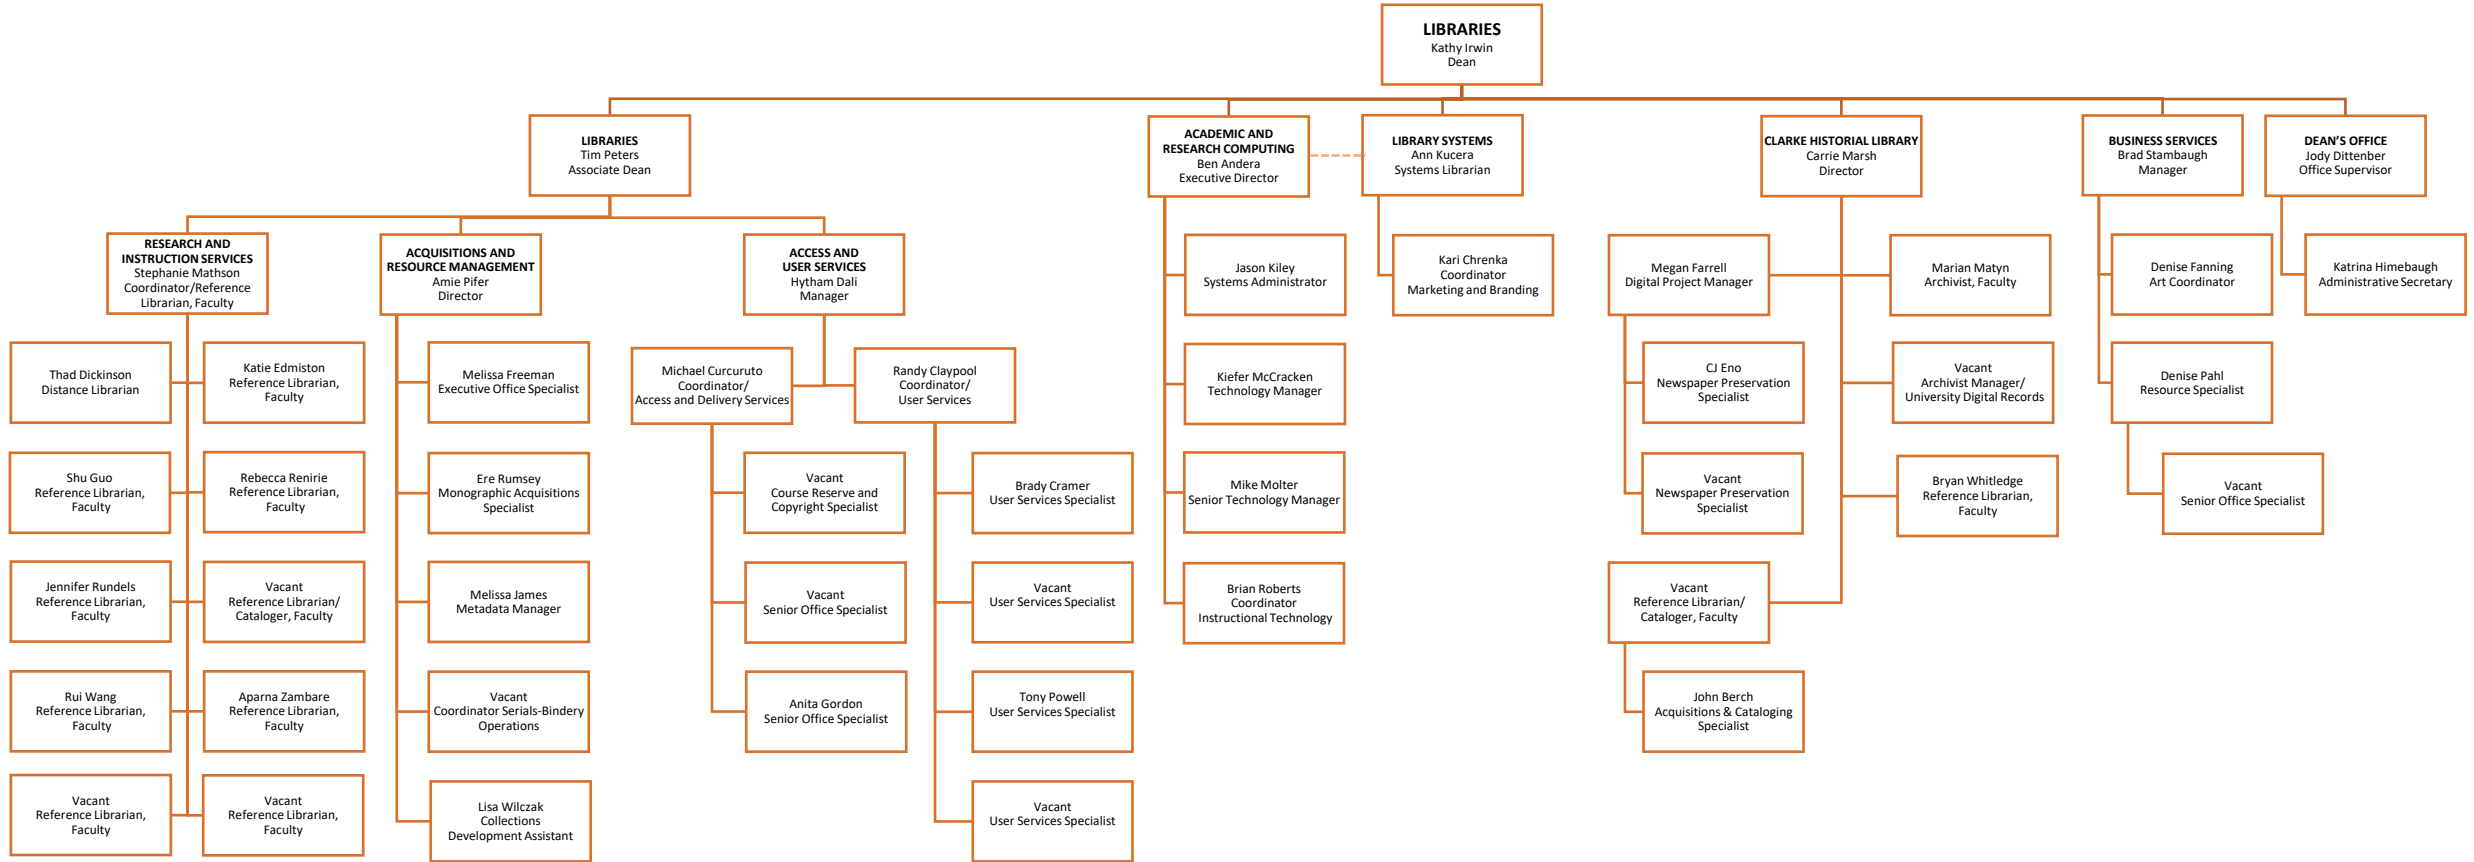 LIBRARIES
Kathy Irwin
Dean
LIBRARIES
Tim Peters
Associate Dean
ACADEMIC AND
RESEARCH COMPUTING
Ben Andera
Executive Director
LIBRARY SYSTEMS
Ann Kucera
Systems Librarian
CLARKE HISTORIAL LIBRARY
Carrie Marsh
Director
BUSINESS SERVICES
Brad Stambaugh
Manager
DEAN'S OFFICE
Jody Dittenber
Office Supervisor
RESEARCH AND
INSTRUCTION SERVICES
Stephanie Mathson
Coordinator/Reference
Librarian, Faculty
ACQUISITIONS AND
RESOURCE MANAGEMENT
Amie Pifer
Director
ACCESS AND
USER SERVICES
Hytham Dali
Manager
Jason Kiley
Systems Administrator
Kari Chrenka
Coordinator
Marketing and Branding
Megan Farrell
Digital Project Manager
Marian Matyn
Archivist, Faculty
Denise Fanning
Art Coordinator
Katrina Himebaugh
Administrative Secretary
Thad Dickinson
Distance Librarian
Katie Edmiston
Reference Librarian,
Faculty
Melissa Freeman
Executive Office Specialist
Michael Curcuruto
Coordinator/
Access and Delivery Services
Randy Claypool
Coordinator/
User Services
Kiefer McCracken
Technology Manager
CJ Eno
Newspaper Preservation
Specialist
Vacant
Archivist Manager/
University Digital Records
Denise Pahl
Resource Specialist
Shu Guo
Reference Librarian,
Faculty
Rebecca Renirie
Reference Librarian,
Faculty
Ere Rumsey
Monographic Acquisitions
Specialist
Vacant
Course Reserve and
Copyright Specialist
Brady Cramer
User Services Specialist
Mike Molter
Senior Technology Manager
Vacant
Newspaper Preservation
Specialist
Bryan Whitledge
Reference Librarian,
Faculty
Vacant
Senior Office Specialist
Jennifer Rundels
Reference Librarian,
Faculty
Vacant
Reference Librarian/
Cataloger, Faculty
Melissa James
Metadata Manager
Vacant
Senior Office Specialist
Vacant
User Services Specialist
Brian Roberts
Coordinator
Instructional Technology
Vacant
Reference Librarian/
Cataloger, Faculty
Rui Wang
Reference Librarian,
Faculty
Aparna Zambare
Reference Librarian,
Faculty
Vacant
Coordinator Serials-Bindery
Operations
Anita Gordon
Senior Office Specialist
Tony Powell
User Services Specialist
John Berch
Acquisitions & Cataloging
Specialist
Vacant
Reference Librarian,
Faculty
Vacant
Reference Librarian,
Faculty
Lisa Wilczak
Collections
Development Assistant
Vacant
User Services Specialist